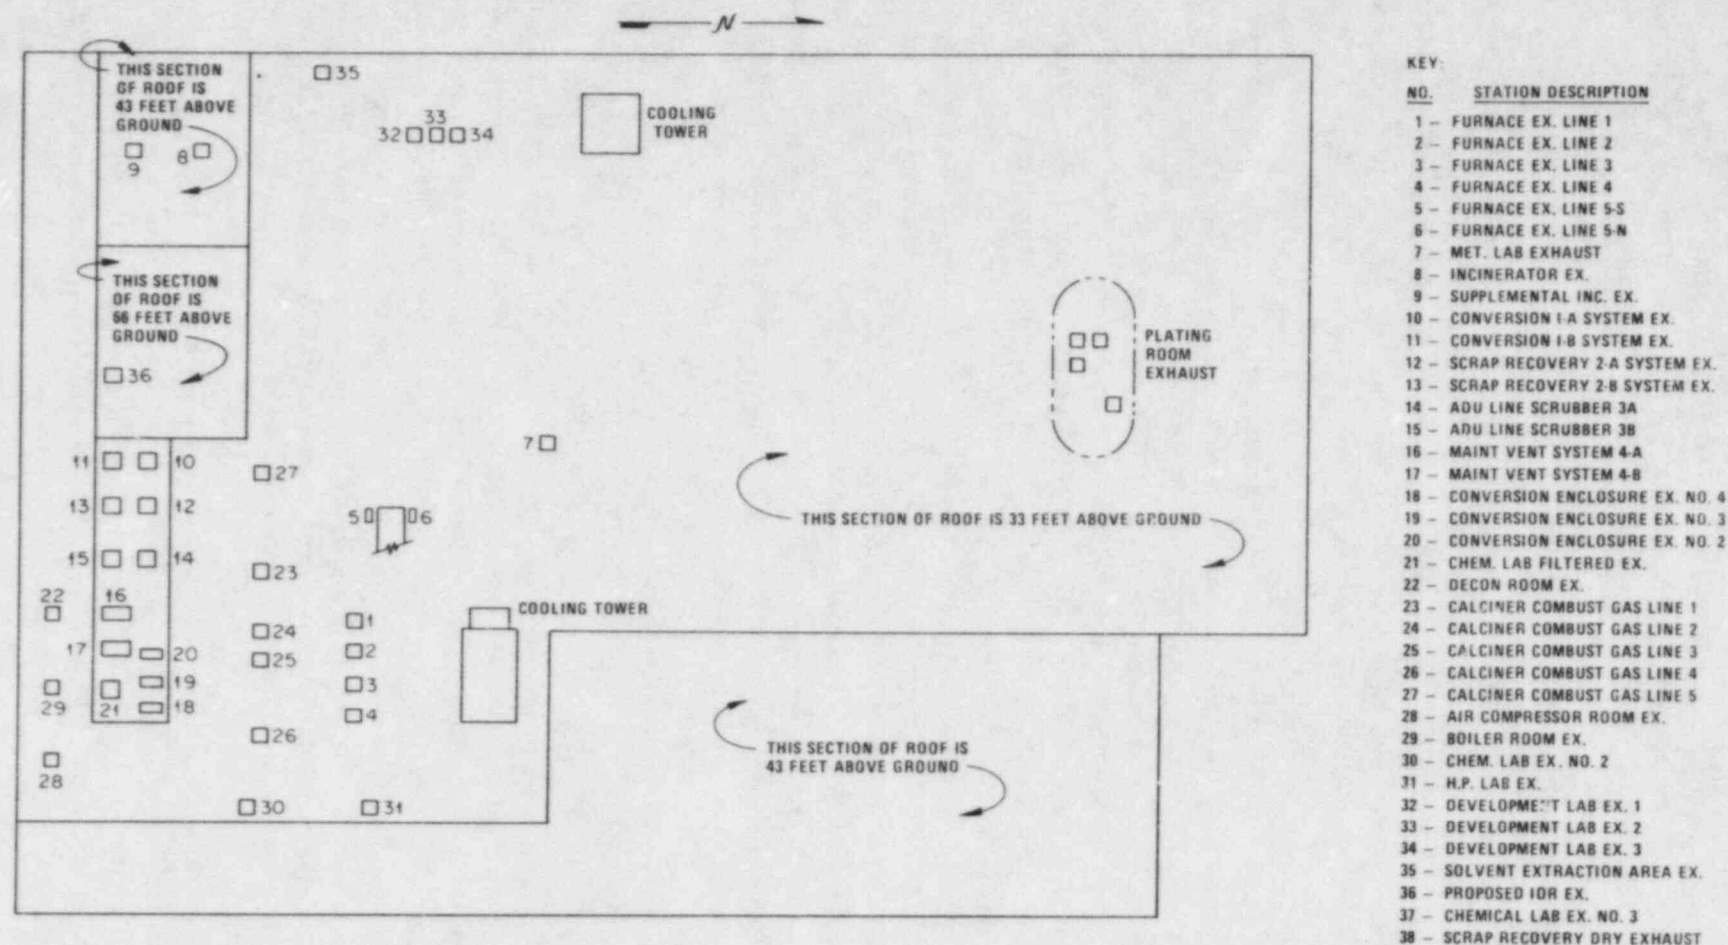 N
THIS SECTION
OF ROOF IS
43 FEET ABOVE
GROUND
35
33
32
34
COOLING
TOWER
9
8
THIS SECTION
OF ROOF IS
66 FEET ABOVE
GROUND
36
PLATING
ROOM
EXHAUST
7
11
10
27
13
12
5
6
THIS SECTION OF ROOF IS 33 FEET ABOVE GROUND
15
14
23
22
16
COOLING TOWER
1
24
17
20
25
2
19
3
29
21
18
4
26
28
THIS SECTION OF ROOF IS
43 FEET ABOVE GROUND
30
31
KEY:
NO. STATION DESCRIPTION
1 – FURNACE EX. LINE 1
2 – FURNACE EX. LINE 2
3 – FURNACE EX. LINE 3
4 – FURNACE EX. LINE 4
5 – FURNACE EX. LINE 5-S
6 – FURNACE EX. LINE 5-N
7 – MET. LAB EXHAUST
8 – INCINERATOR EX.
9 – SUPPLEMENTAL INC. EX.
10 – CONVERSION I-A SYSTEM EX.
11 – CONVERSION I-B SYSTEM EX.
12 – SCRAP RECOVERY 2-A SYSTEM EX.
13 – SCRAP RECOVERY 2-B SYSTEM EX.
14 – ADU LINE SCRUBBER 3A
15 – ADU LINE SCRUBBER 3B
16 – MAINT VENT SYSTEM 4-A
17 – MAINT VENT SYSTEM 4-B
18 – CONVERSION ENCLOSURE EX. NO. 4
19 – CONVERSION ENCLOSURE EX. NO. 3
20 – CONVERSION ENCLOSURE EX. NO. 2
21 – CHEM. LAB FILTERED EX.
22 – DECON ROOM EX.
23 – CALCINER COMBUST GAS LINE 1
24 – CALCINER COMBUST GAS LINE 2
25 – CALCINER COMBUST GAS LINE 3
26 – CALCINER COMBUST GAS LINE 4
27 – CALCINER COMBUST GAS LINE 5
28 – AIR COMPRESSOR ROOM EX.
29 – BOILER ROOM EX.
30 – CHEM. LAB EX. NO. 2
31 – H.P. LAB EX.
32 – DEVELOPMENT LAB EX. 1
33 – DEVELOPMENT LAB EX. 2
34 – DEVELOPMENT LAB EX. 3
35 – SOLVENT EXTRACTION AREA EX.
36 – PROPOSED IDR EX.
37 – CHEMICAL LAB EX. NO. 3
38 – SCRAP RECOVERY DRY EXHAUST